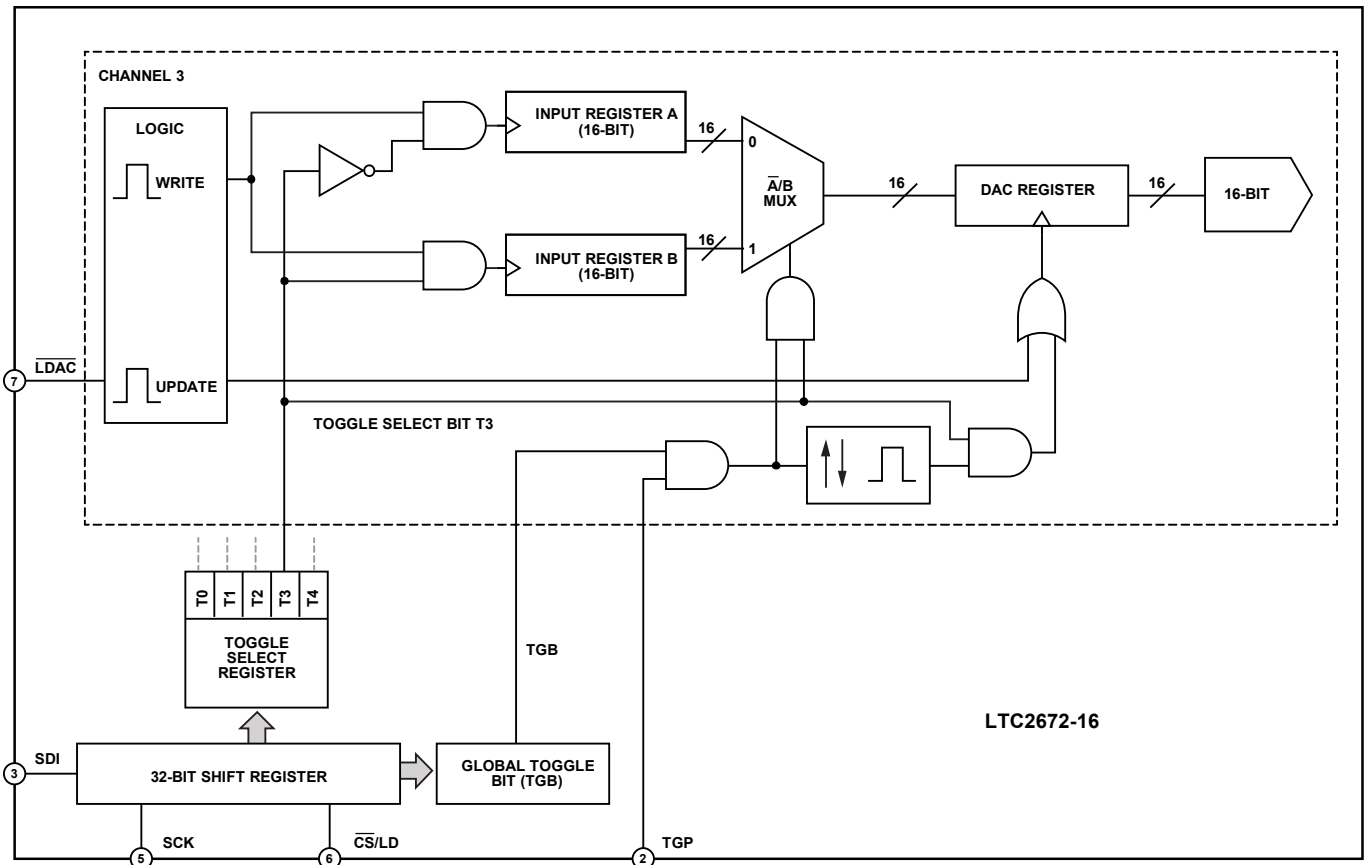 CHANNEL 3
LOGIC
WRITE
UPDATE
INPUT REGISTER A
(16-BIT)
INPUT REGISTER B
(16-BIT)
16
16
0
1
A̅/B
MUX
16
DAC REGISTER
16
16-BIT
7
L̅D̅A̅C̅
TOGGLE SELECT BIT T3
T0
T1
T2
T3
T4
TOGGLE
SELECT
REGISTER
TGB
LTC2672-16
3
SDI
32-BIT SHIFT REGISTER
GLOBAL TOGGLE
BIT (TGB)
5
SCK
6
C̅S̅/LD
2
TGP